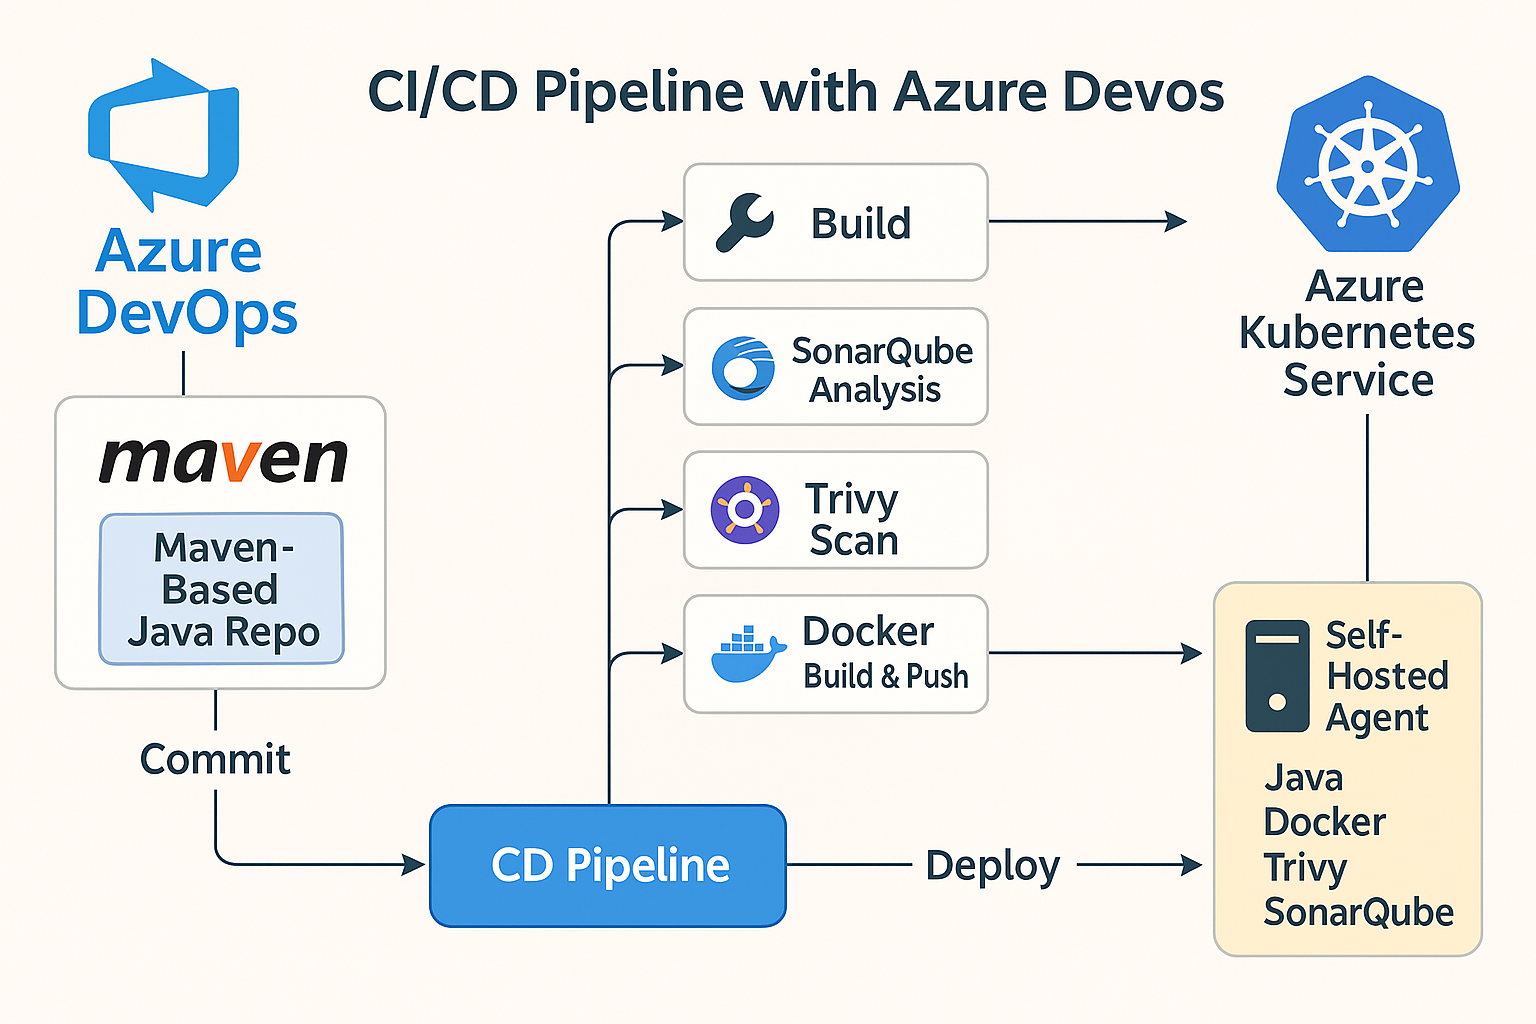 CI/CD Pipeline with Azure Devos
Azure
DevOps
maven
Maven-
Based
Java Repo
Commit
CD Pipeline
Build
SonarQube
Analysis
Trivy
Scan
Docker
Build & Push
Deploy
Azure
Kubernetes
Service
Self-
Hosted
Agent
Java
Docker
Trivy
SonarQube